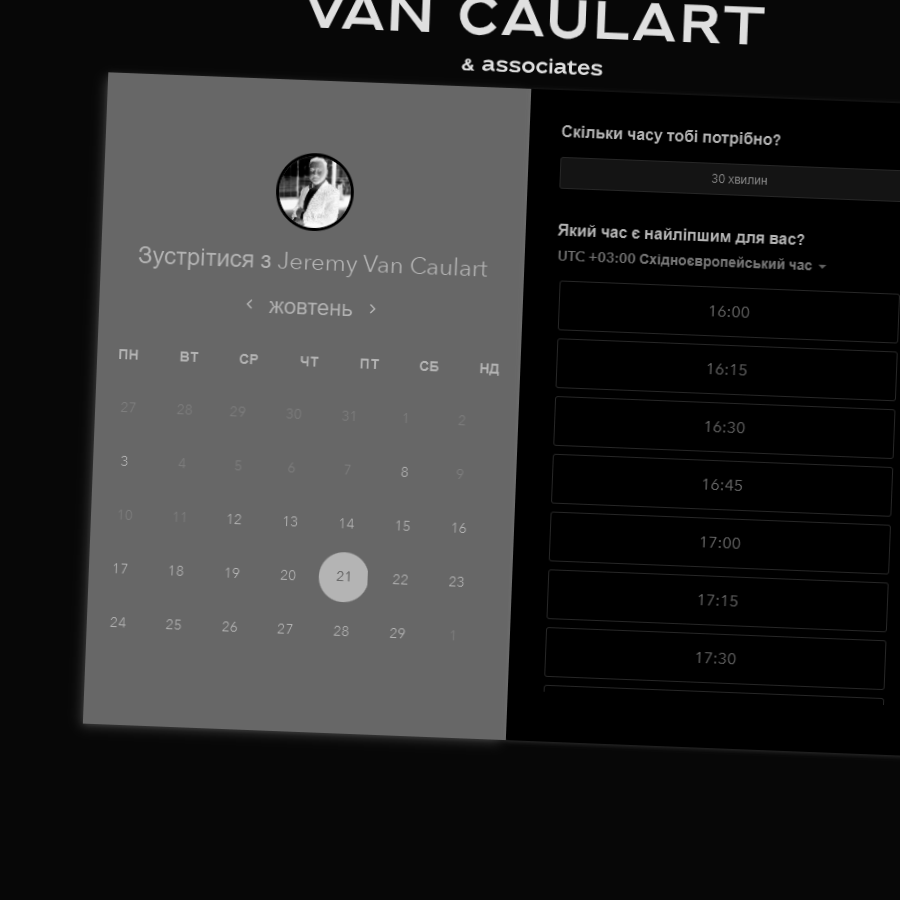 VAN CAULART
& associates
Зустрітися з Jeremy Van Caulart
жовтень
ПН ВТ СР ЧТ ПТ СБ НД
27 28 29 30 31 1 2
3 4 5 6 7 8 9
10 11 12 13 14 15 16
17 18 19 20 21 22 23
24 25 26 27 28 29 1
Скільки часу тобі потрібно?
30 хвилин
Який час є найліпшим для вас?
UTC +03:00 Східноєвропейський час
16:00
16:15
16:30
16:45
17:00
17:15
17:30